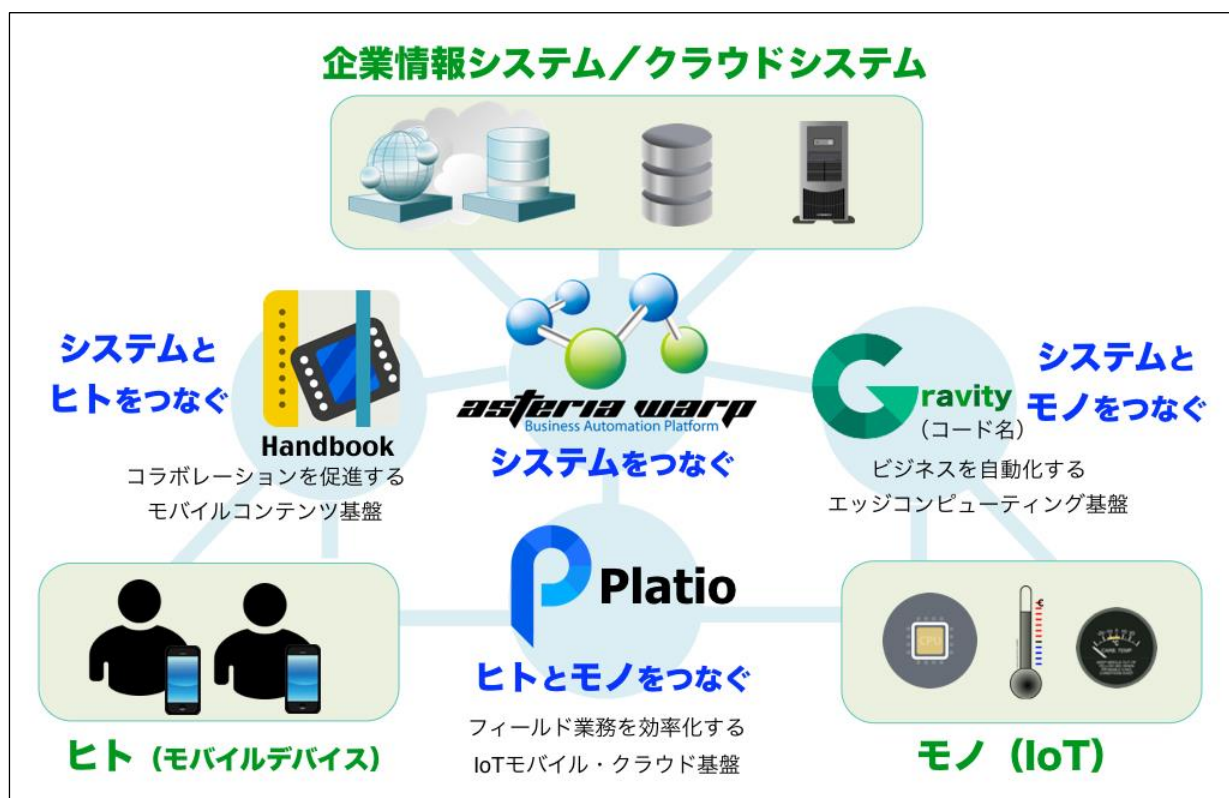 企業情報システム／クラウドシステム
システムと
ヒトをつなぐ
Handbook
コラボレーションを促進する
モバイルコンテンツ基盤
asteria warp
Business Automation Platform
システムをつなぐ
Gravity
（コード名）
システムと
モノをつなぐ
ビジネスを自動化する
エッジコンピューティング基盤
Platio
ヒトとモノをつなぐ
フィールド業務を効率化する
IoTモバイル・クラウド基盤
ヒト（モバイルデバイス）
CPU
CARB TEMP
モノ（IoT）